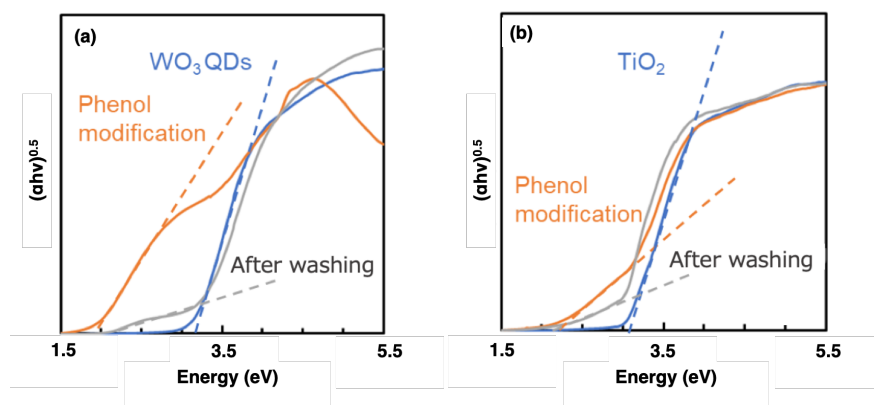 (a)
WO₃ QDs
Phenol
modification
After washing
(αhv)⁰·⁵
1.5
3.5
5.5
Energy (eV)
(b)
TiO₂
Phenol
modification
After washing
(αhv)⁰·⁵
1.5
3.5
5.5
Energy (eV)